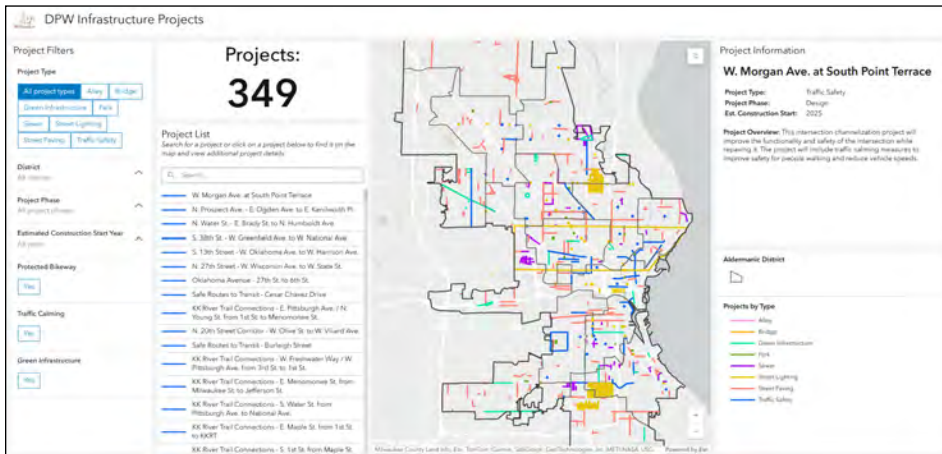 DPW Infrastructure Projects
Project Filters
Project Type
All project types
Alley
Bridge
Green Infrastructure
Park
Sewer
Street Lighting
Street Paving
Traffic Safety
District
Project Phase
All project phases
Estimated Construction Start Year
All years
Protected Bikeway
Yes
Traffic Calming
Yes
Green Infrastructure
Yes
Projects:
349
Project List
Search for a project or click on a project below to find it on the
map and view additional project details
Search...
W. Morgan Ave. at South Point Terrace
N. Prospect Ave. - E. Ogden Ave. to E. Kenilworth Pl.
N. Water St. - E. Brady St. to N. Humboldt Ave
S. 38th St. - W. Greenfield Ave. to W. National Ave
S. 13th Street - W. Oklahoma Ave. to W. Harrison Ave.
N. 27th Street - W. Wisconsin Ave. to W. State St.
Oklahoma Avenue - 27th St. to 6th St.
Safe Routes to Transit - Cesar Chavez Drive
KK River Trail Connections - E. Pittsburgh Ave. / N.
Young St. from 1st St. to Menomonee St.
N. 20th Street Corridor - W. Olive St. to W. Villard Ave.
Safe Routes to Transit - Burleigh Street
KK River Trail Connections - W. Freshwater Way / W.
Pittsburgh Ave. from 3rd St. to 1st St.
KK River Trail Connections - E. Menomonee St. from
Milwaukee St. to Jefferson St.
KK River Trail Connections - S. Water St. from
Pittsburgh Ave. to National Ave.
KK River Trail Connections - E. Maple St. from 1st St.
to KKRT
KK River Trail Connections - S. 1st St. from Maple St.
Powered by Esri
Project Information
W. Morgan Ave. at South Point Terrace
Project Type: Traffic Safety
Project Phase: Design
Est. Construction Start: 2025
Project Overview: This intersection channelization project will
improve the functionality and safety of the intersection while
repaving it. The project will include traffic calming measures to
improve safety for people walking and reduce vehicle speeds.
Aldermanic District
Projects by Type
Alley
Bridge
Green Infrastructure
Park
Sewer
Street Lighting
Street Paving
Traffic Safety